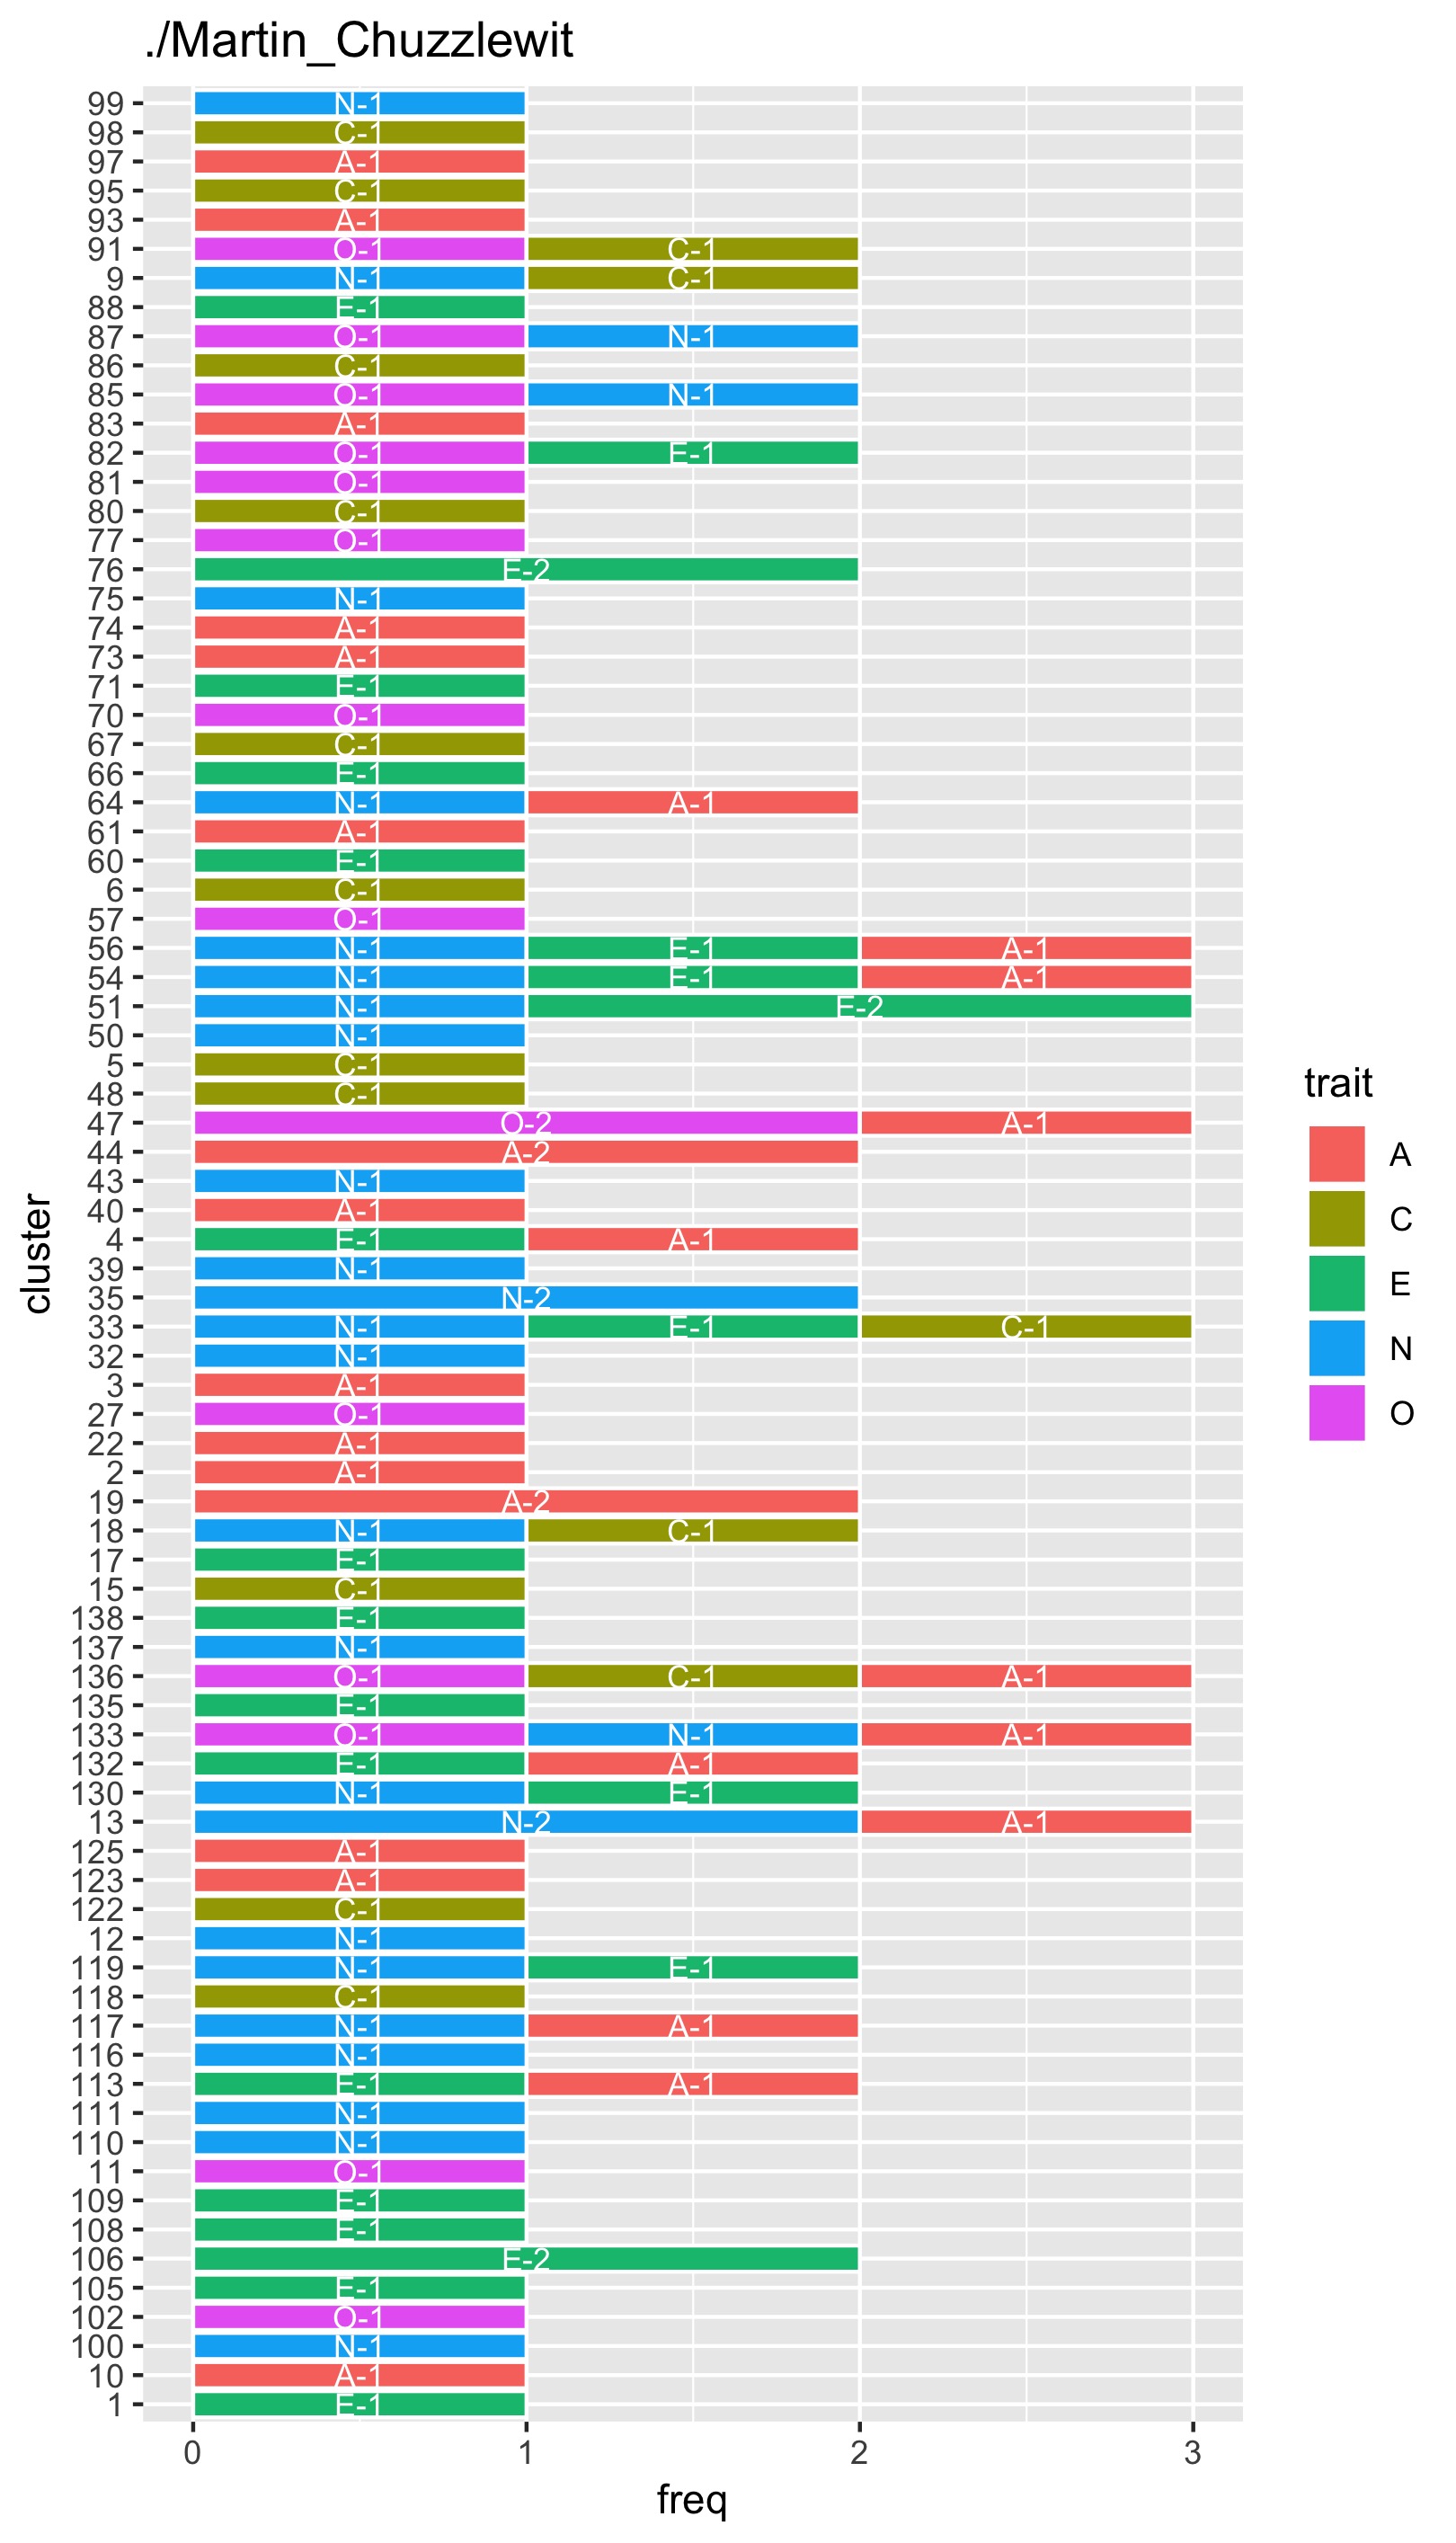 ./Martin_Chuzzlewit
99 N-1
98 C-1
97 A-1
95 C-1
93 A-1
91 O-1 C-1
9 N-1 C-1
88 E-1
87 O-1 N-1
86 C-1
85 O-1 N-1
83 A-1
82 O-1 E-1
81 O-1
80 C-1
77 O-1
76 E-2
75 N-1
74 A-1
73 A-1
71 E-1
70 O-1
67 C-1
66 E-1
64 N-1 A-1
61 A-1
60 E-1
6 C-1
57 O-1
56 N-1 E-1 A-1
54 N-1 E-1 A-1
51 N-1 E-2
50 N-1
5 C-1
48 C-1
47 O-2 A-1
44 A-2
43 N-1
40 A-1
4 E-1 A-1
39 N-1
35 N-2
33 N-1 E-1 C-1
32 N-1
3 A-1
27 O-1
22 A-1
2 A-1
19 A-2
18 N-1 C-1
17 E-1
15 C-1
138 E-1
137 N-1
136 O-1 C-1 A-1
135 E-1
133 O-1 N-1 A-1
132 E-1 A-1
130 N-1 E-1
13 N-2 A-1
125 A-1
123 A-1
122 C-1
12 N-1
119 N-1 E-1
118 C-1
117 N-1 A-1
116 N-1
113 E-1 A-1
111 N-1
110 N-1
11 O-1
109 E-1
108 E-1
106 E-2
105 E-1
102 O-1
100 N-1
10 A-1
1 E-1
0 1 2 3
freq
cluster
trait
A
C
E
N
O